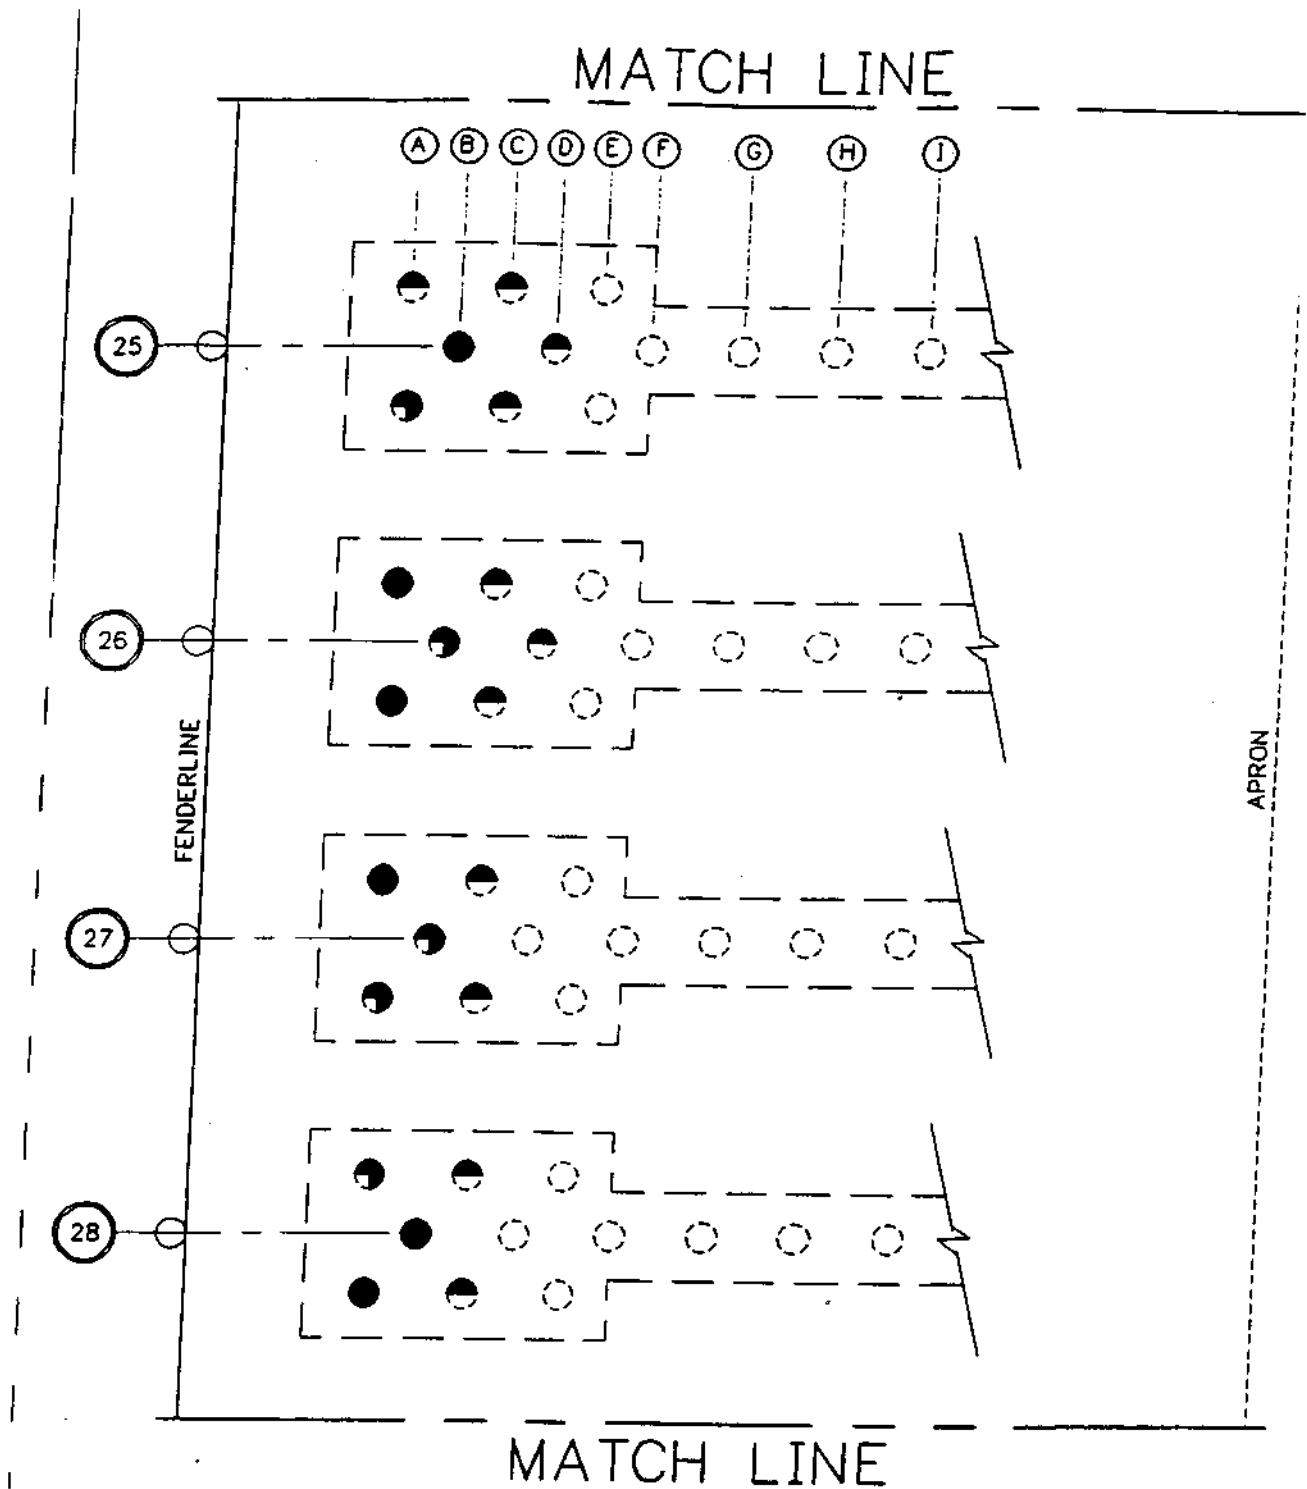 MATCH LINE
A B C D E F G H I
25
26
FENDERLINE
APRON
27
28
MATCH LINE